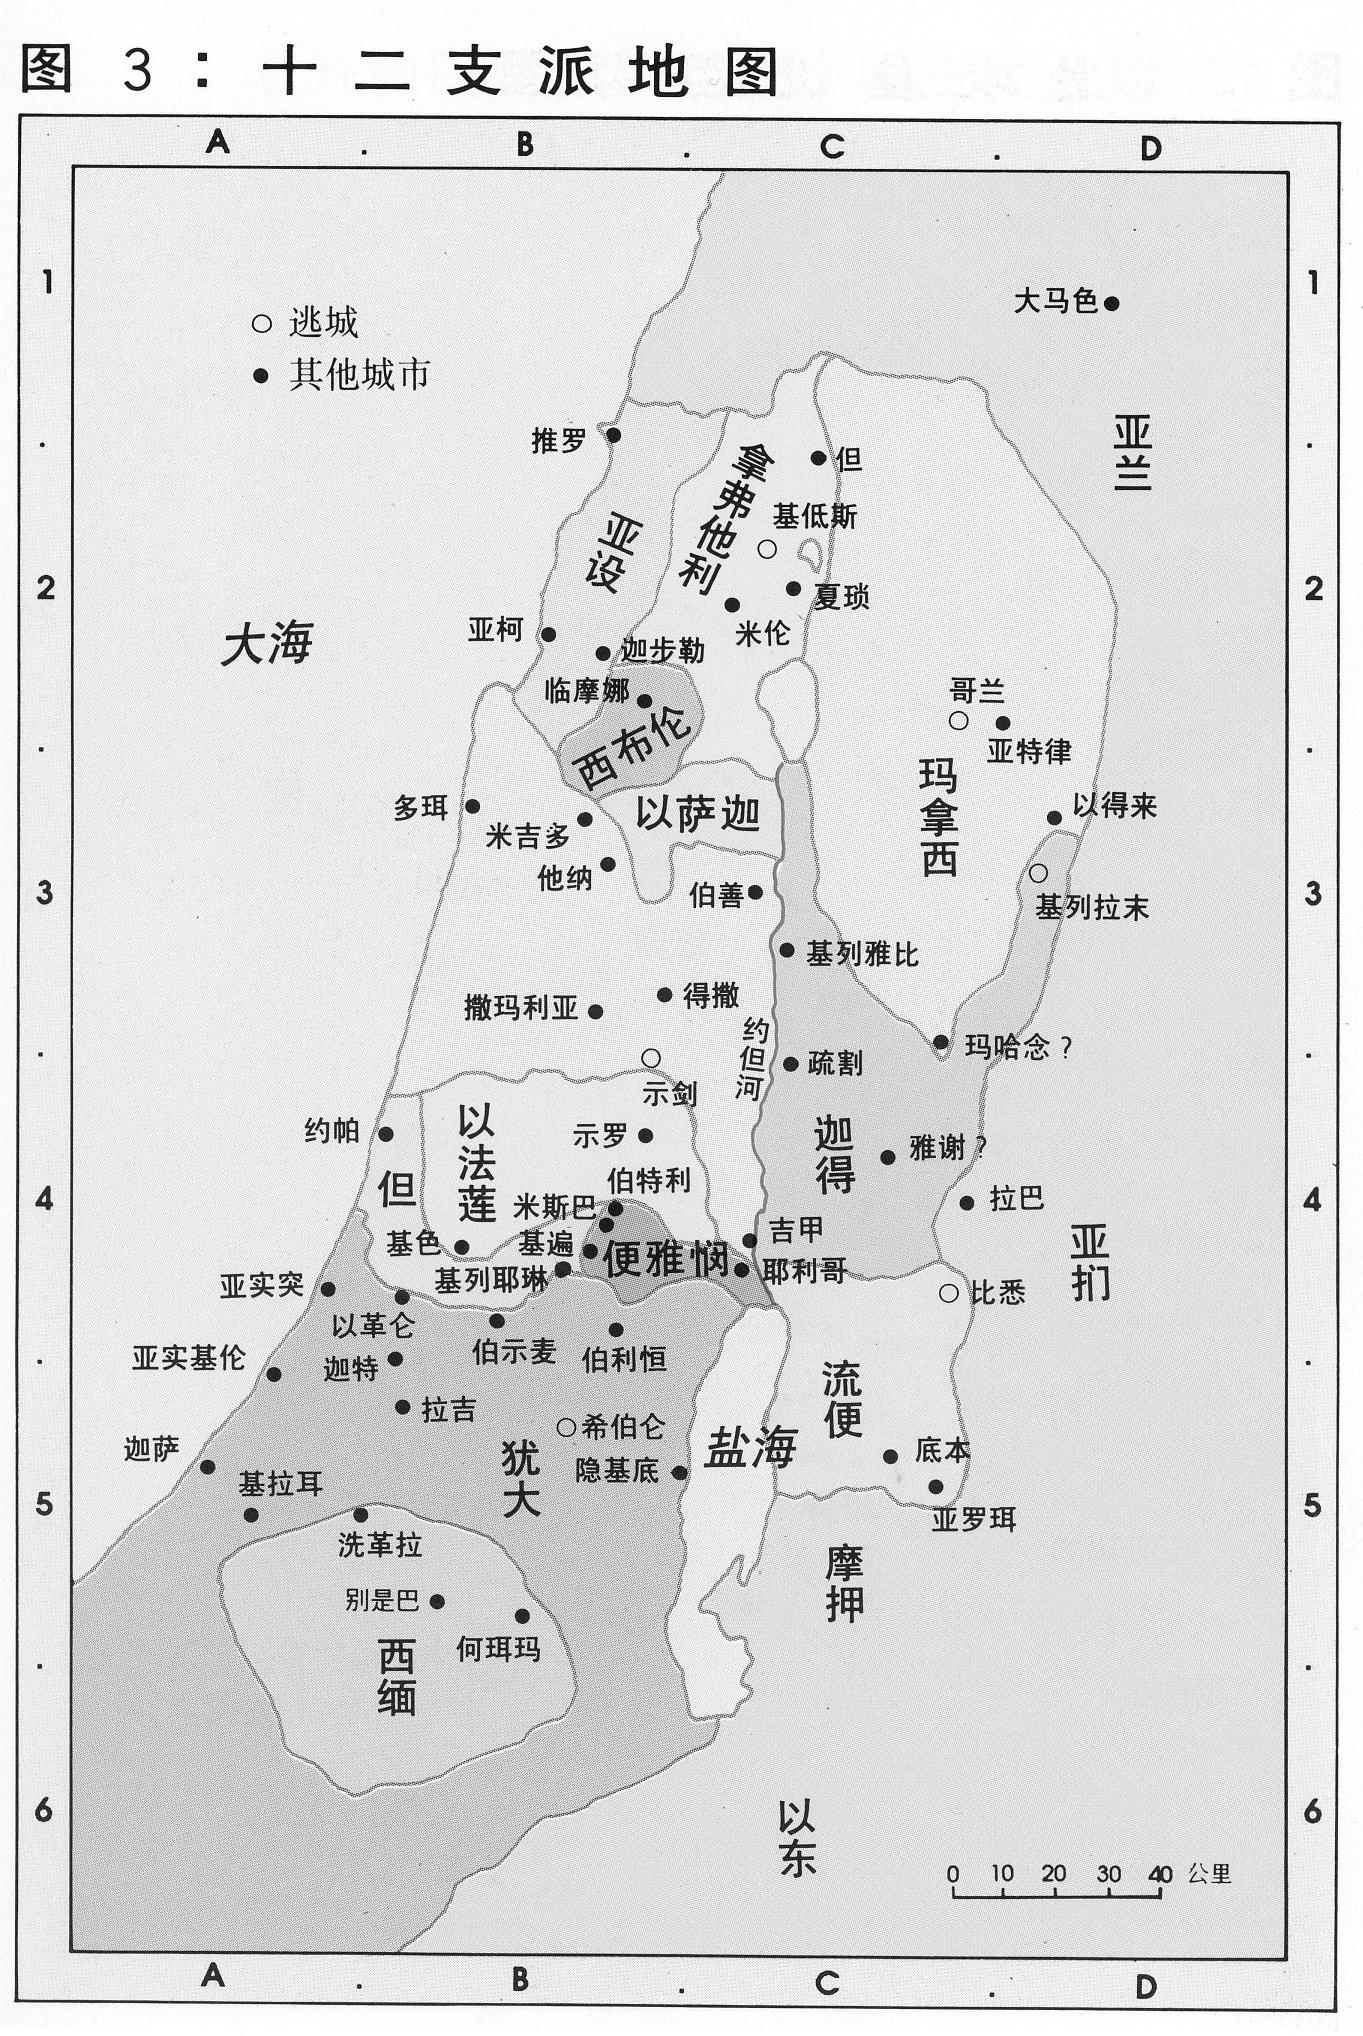 图 3：十二支派地图
A . B . C . D
1
1
○ 逃城
● 其他城市
大马色
亚兰
推罗
但
拿弗他利
基低斯
亚设
2
2
夏琐
米伦
大海
亚柯
迦步勒
临摩娜
西布伦
哥兰
亚特律
玛拿西
多珥
米吉多
以萨迦
以得来
他纳
3
3
伯善
基列拉末
基列雅比
撒玛利亚
得撒
约但河
玛哈念？
疏割
示剑
约帕
以法莲
示罗
迦得
雅谢？
但
伯特利
4
4
米斯巴
拉巴
基色
基遍
便雅悯
吉甲
亚扪
基列耶琳
耶利哥
亚实突
比悉
以革仑
伯示麦
伯利恒
亚实基伦
迦特
流便
拉吉
希伯仑
迦萨
犹大
盐海
底本
基拉耳
隐基底
5
5
亚罗珥
洗革拉
摩押
别是巴
何珥玛
西缅
6
6
以东
0 10 20 30 40 公里
A . B . C . D